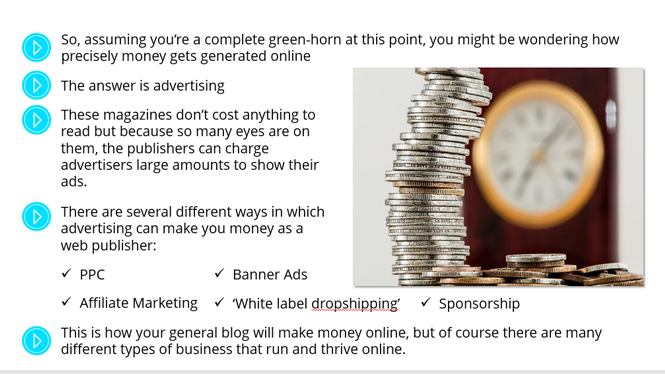 So, assuming you’re a complete green-horn at this point, you might be wondering how
precisely money gets generated online
The answer is advertising
These magazines don’t cost anything to
read but because so many eyes are on
them, the publishers can charge
advertisers large amounts to show their
ads.
There are several different ways in which
advertising can make you money as a
web publisher:
✓ PPC ✓ Banner Ads
✓ Affiliate Marketing ✓ ‘White label dropshipping’ ✓ Sponsorship
This is how your general blog will make money online, but of course there are many
different types of business that run and thrive online.